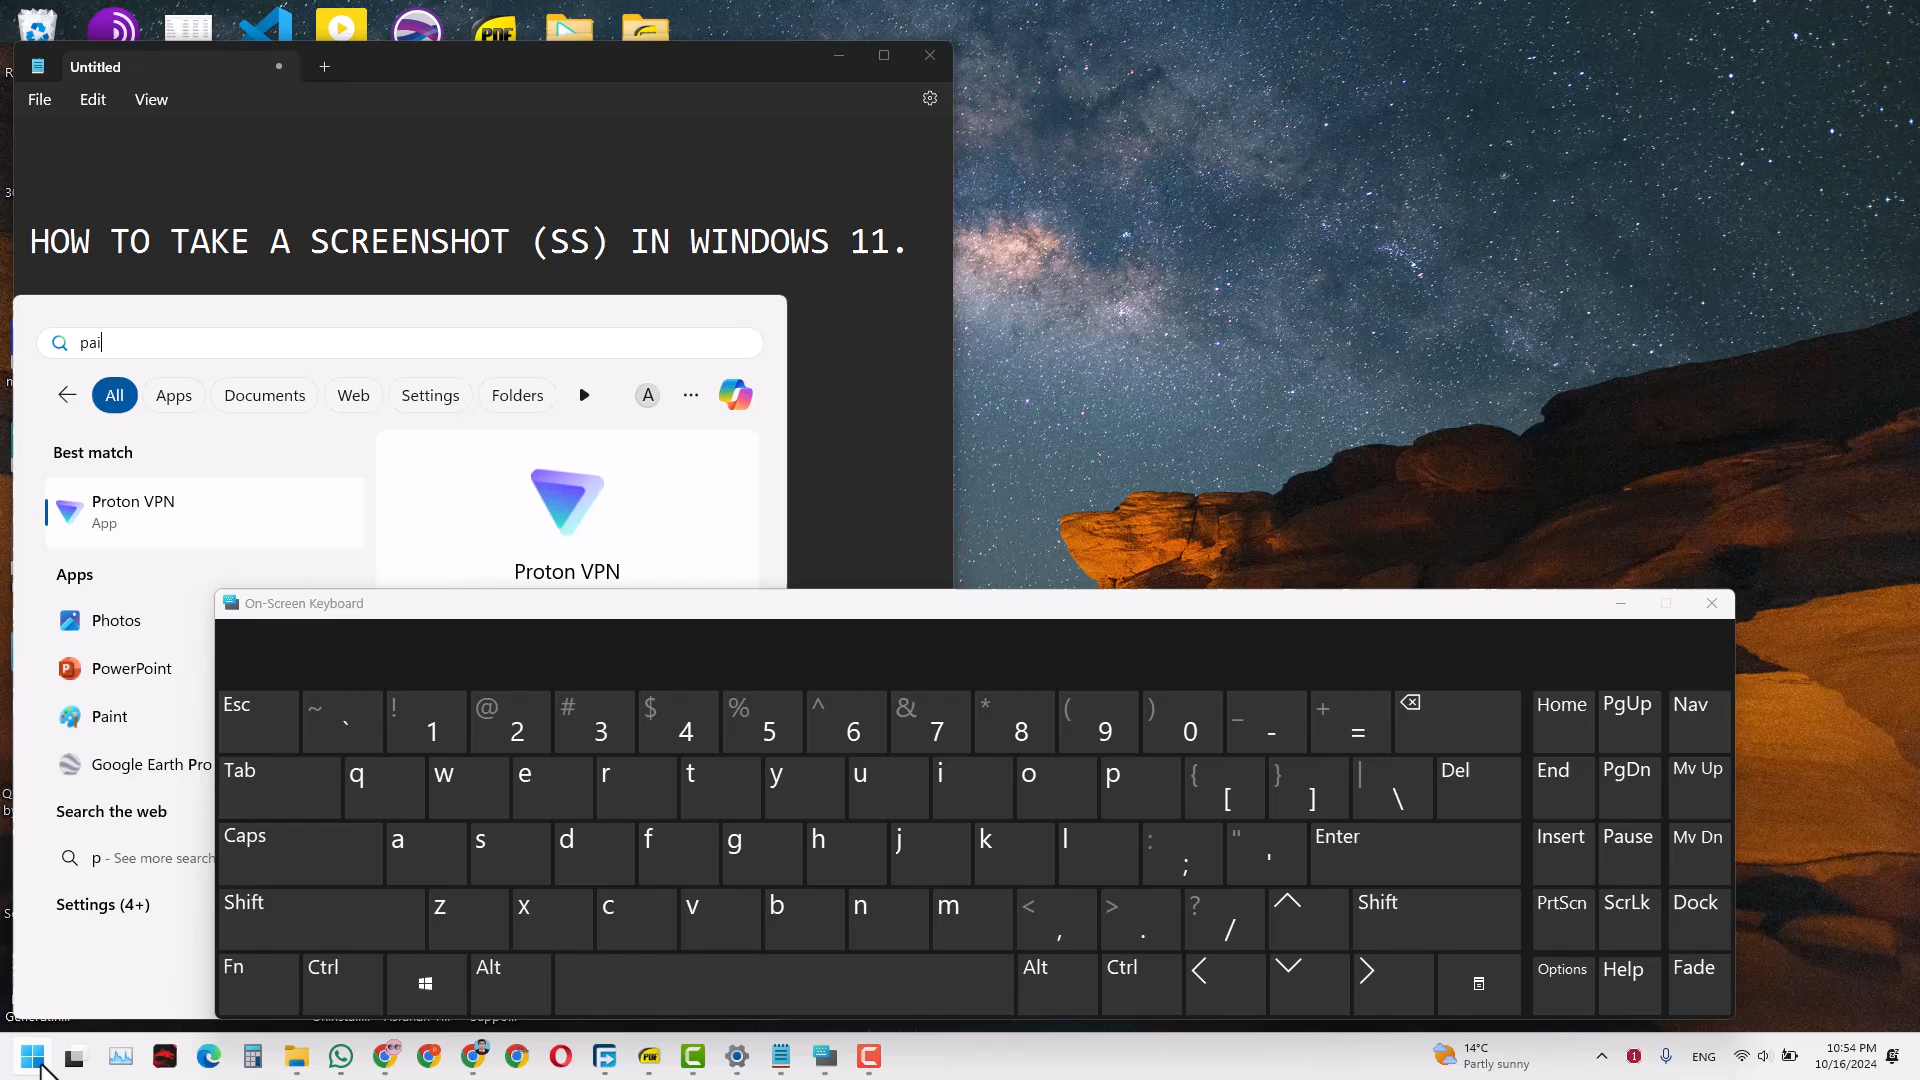 PDF
Untitled
File Edit View
HOW TO TAKE A SCREENSHOT (SS) IN WINDOWS 11.
pai
All Apps Documents Web Settings Folders A ...
Best match
Proton VPN
App
Proton VPN
Apps
Photos
PowerPoint
Paint
Google Earth Pro
Search the web
p - See more search
Settings (4+)
On-Screen Keyboard
Esc ~ ` ! 1 @ 2 # 3 $ 4 % 5 ^ 6 & 7 * 8 ( 9 ) 0 _ - + = Home PgUp Nav
Tab q w e r t y u i o p { [ } ] | \ Del End PgDn Mv Up
Caps a s d f g h j k l : ; " ' Enter Insert Pause Mv Dn
Shift z x c v b n m < , > . ? / Shift PrtScn ScrLk Dock
Fn Ctrl Alt Alt Ctrl Options Help Fade
14°C
Partly sunny
1
ENG
10:54 PM
10/16/2024